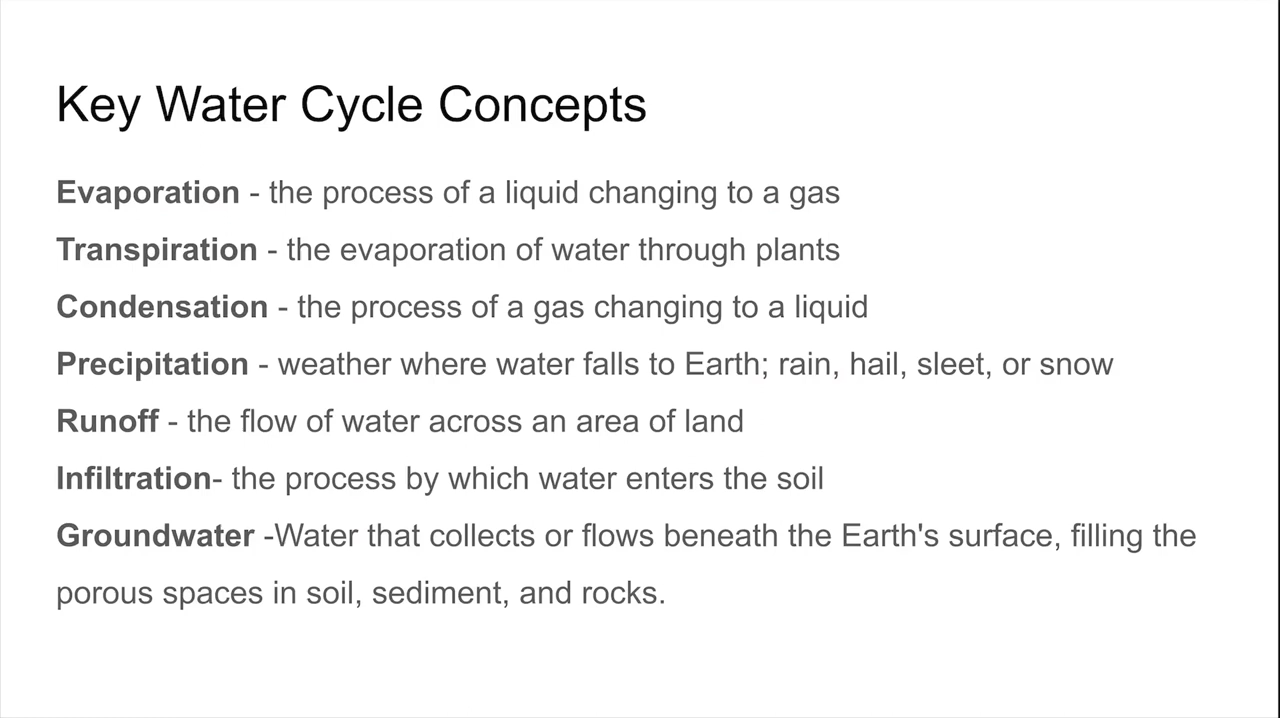 Key Water Cycle Concepts
Evaporation - the process of a liquid changing to a gas
Transpiration - the evaporation of water through plants
Condensation - the process of a gas changing to a liquid
Precipitation - weather where water falls to Earth; rain, hail, sleet, or snow
Runoff - the flow of water across an area of land
Infiltration- the process by which water enters the soil
Groundwater -Water that collects or flows beneath the Earth's surface, filling the
porous spaces in soil, sediment, and rocks.